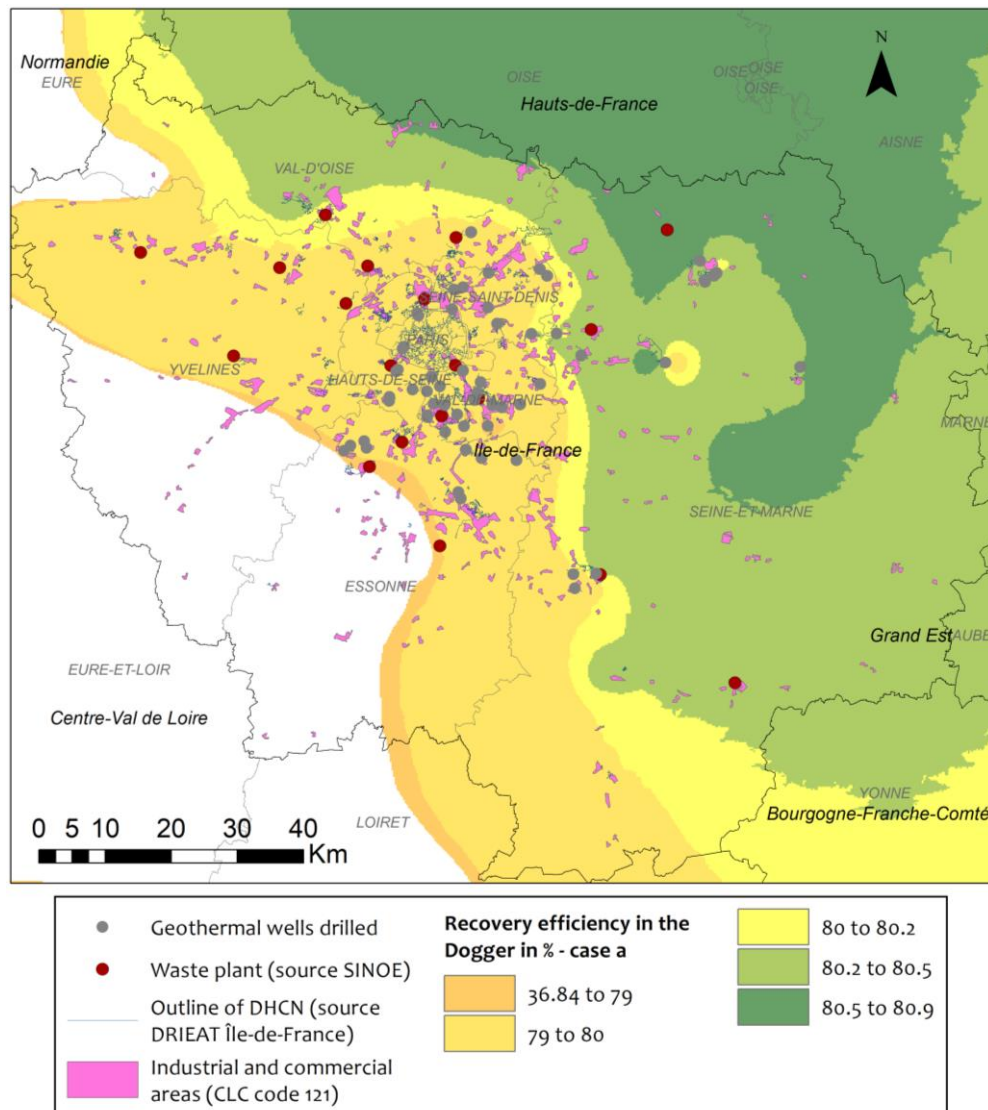 Normandie
EURE
OISE
OISE
OISE
OISE
Hauts-de-France
N
AISNE
VAL-D'OISE
SEINE-SAINT-DENIS
PARIS
YVELINES
HAUTS-DE-SEINE
VAL-DE-MARNE
MARNE
Ile-de-France
SEINE-ET-MARNE
ESSONNE
Grand Est
AUBE
EURE-ET-LOIR
Centre-Val de Loire
YONNE
Bourgogne-Franche-Comté
LOIRET
0 5 10 20 30 40
Km
Geothermal wells drilled
Waste plant (source SINOE)
Outline of DHCN (source
DRIEAT Île-de-France)
Industrial and commercial
areas (CLC code 121)
Recovery efficiency in the
Dogger in % - case a
36.84 to 79
79 to 80
80 to 80.2
80.2 to 80.5
80.5 to 80.9